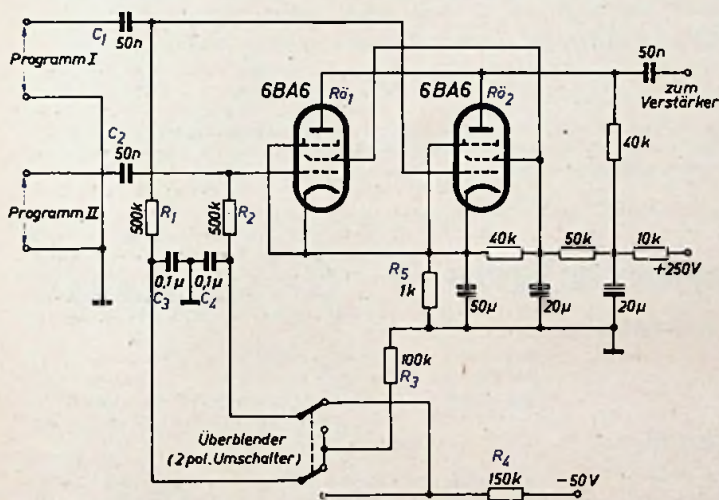 C₁
50n
Programm I
C₂
50n
Programm II
6BA6
Rö₁
6BA6
Rö₂
50n
zum
Verstärker
40k
500k
R₁
500k
R₂
0,1µ
0,1µ
C₃
C₄
R₅
1k
40k
50k
10k
+250V
50µ
20µ
20µ
100k
R₃
Überblender
(2 pol. Umschalter)
R₄
150k
−50V